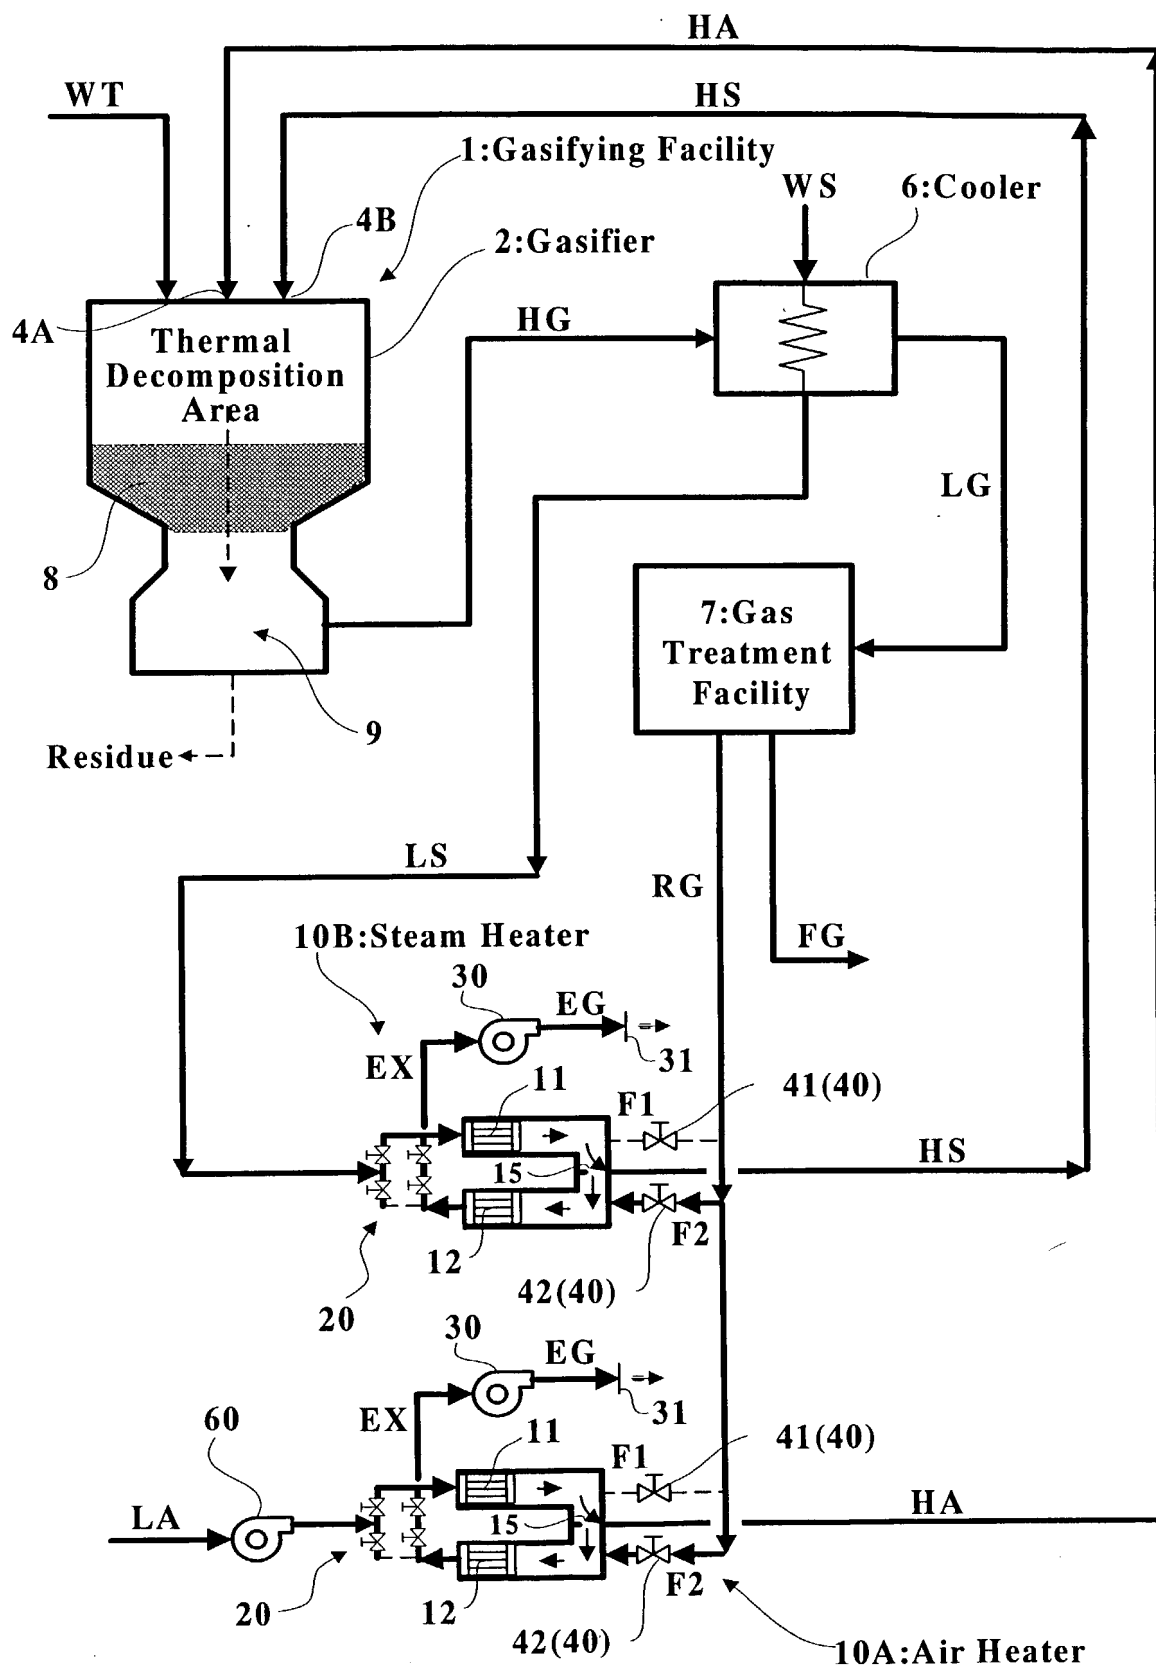 HA
WT
HS
1:Gasifying Facility
WS
6:Cooler
4B
2:Gasifier
4A
HG
Thermal
Decomposition
Area
LG
8
7:Gas
Treatment
Facility
9
Residue
LS
RG
10B:Steam Heater
FG
30
EG
EX
31
11
F1
41(40)
15
HS
12
F2
42(40)
20
30
EG
EX
31
60
11
F1
41(40)
LA
15
HA
12
F2
20
42(40)
10A:Air Heater